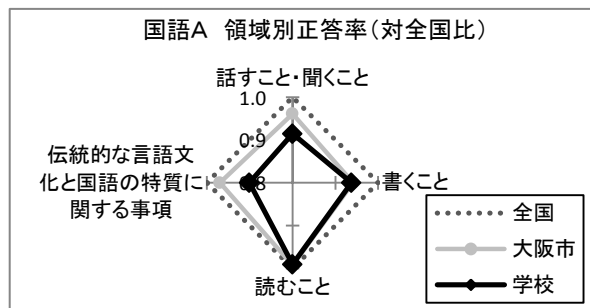 国語A 領域別正答率(対全国比)
話すこと・聞くこと
1.0
0.9
0.8
伝統的な言語文
化と国語の特質に
関する事項
書くこと
読むこと
全国
大阪市
学校